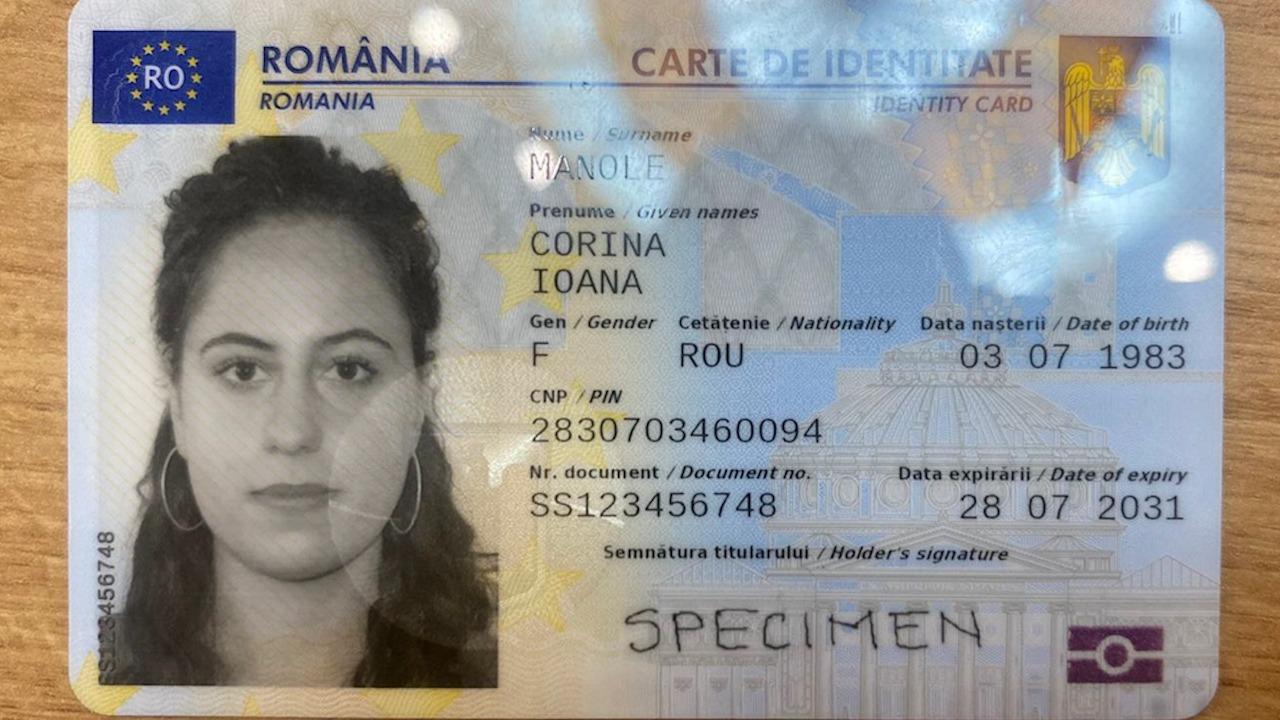 RO
ROMÂNIA CARTE DE IDENTITATE
ROMANIA IDENTITY CARD
Nume / Surname
MANOLE
Prenume / Given names
CORINA
IOANA
Gen / Gender Cetățenie / Nationality Data nașterii / Date of birth
F ROU 03 07 1983
CNP / PIN
2830703460094
Nr. document / Document no. Data expirării / Date of expiry
SS123456748 28 07 2031
Semnătura titularului / Holder's signature
SPECIMEN
SS123456748